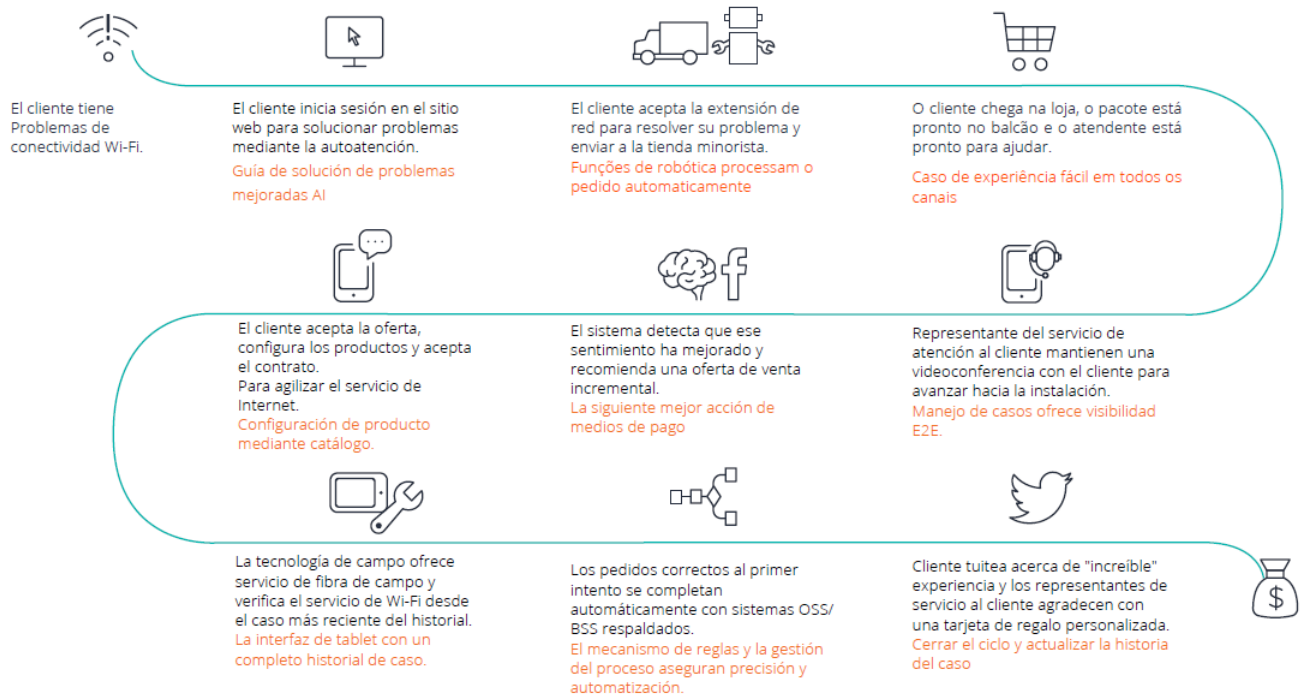 El cliente tiene
Problemas de
conectividad Wi-Fi.
El cliente inicia sesión en el sitio
web para solucionar problemas
mediante la autoatención.
Guía de solución de problemas
mejoradas AI
El cliente acepta la extensión de
red para resolver su problema y
enviar a la tienda minorista.
Funções de robótica processam o
pedido automaticamente
O cliente chega na loja, o pacote está
pronto no balcão e o atendente está
pronto para ajudar.
Caso de experiência fácil em todos os
canais
El cliente acepta la oferta,
configura los productos y acepta
el contrato.
Para agilizar el servicio de
Internet.
Configuración de producto
mediante catálogo.
El sistema detecta que ese
sentimiento ha mejorado y
recomienda una oferta de venta
incremental.
La siguiente mejor acción de
medios de pago
Representante del servicio de
atención al cliente mantienen una
videoconferencia con el cliente para
avanzar hacia la instalación.
Manejo de casos ofrece visibilidad
E2E.
La tecnología de campo ofrece
servicio de fibra de campo y
verifica el servicio de Wi-Fi desde
el caso más reciente del historial.
La interfaz de tablet con un
completo historial de caso.
Los pedidos correctos al primer
intento se completan
automáticamente con sistemas OSS/
BSS respaldados.
El mecanismo de reglas y la gestión
del proceso aseguran precisión y
automatización.
Cliente tuitea acerca de "increíble"
experiencia y los representantes de
servicio al cliente agradecen con
una tarjeta de regalo personalizada.
Cerrar el ciclo y actualizar la historia
del caso
$